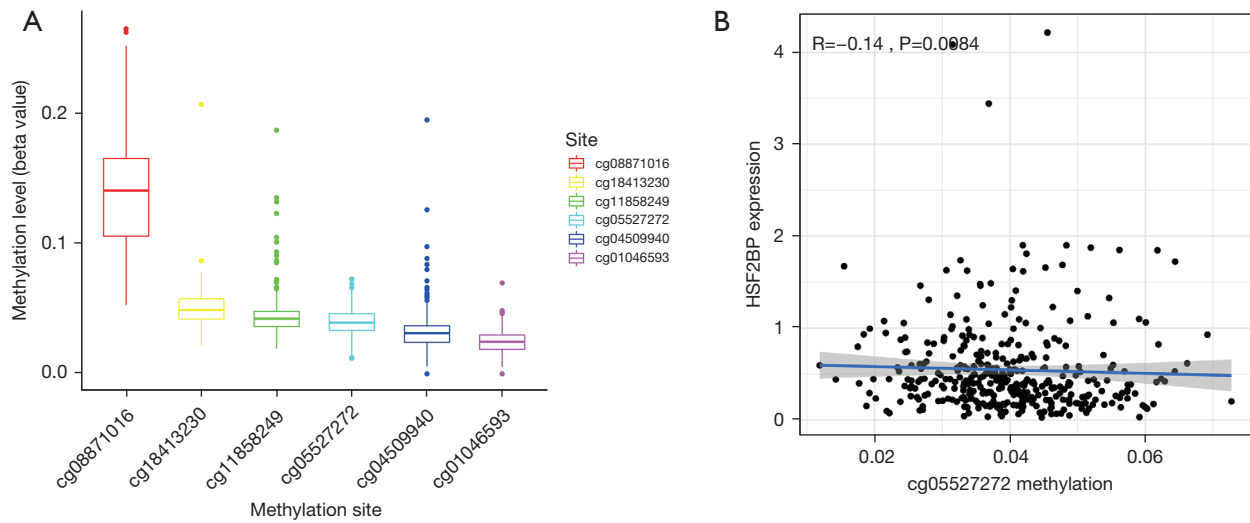 A
Methylation level (beta value)
0.2
0.1
0.0
cg08871016
cg18413230
cg11858249
cg05527272
cg04509940
cg01046593
Methylation site
Site
cg08871016
cg18413230
cg11858249
cg05527272
cg04509940
cg01046593
B
R=−0.14 , P=0.0084
HSF2BP expression
4
3
2
1
0
0.02
0.04
0.06
cg05527272 methylation